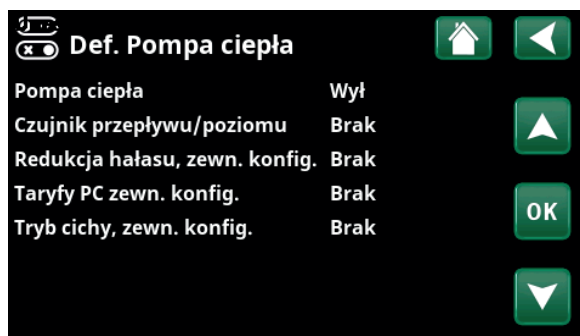 Def. Pompa ciepła
Pompa ciepła Wył
Czujnik przepływu/poziomu Brak
Redukcja hałasu, zewn. konfig. Brak
Taryfy PC zewn. konfig. Brak
OK
Tryb cichy, zewn. konfig. Brak